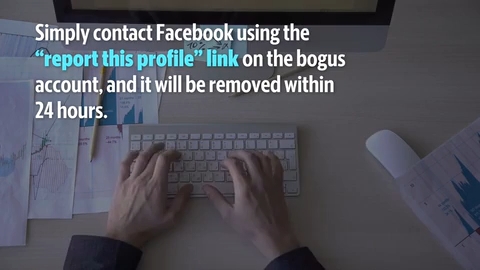 Simply contact Facebook using the
“report this profile” link on the bogus
account, and it will be removed within
24 hours.